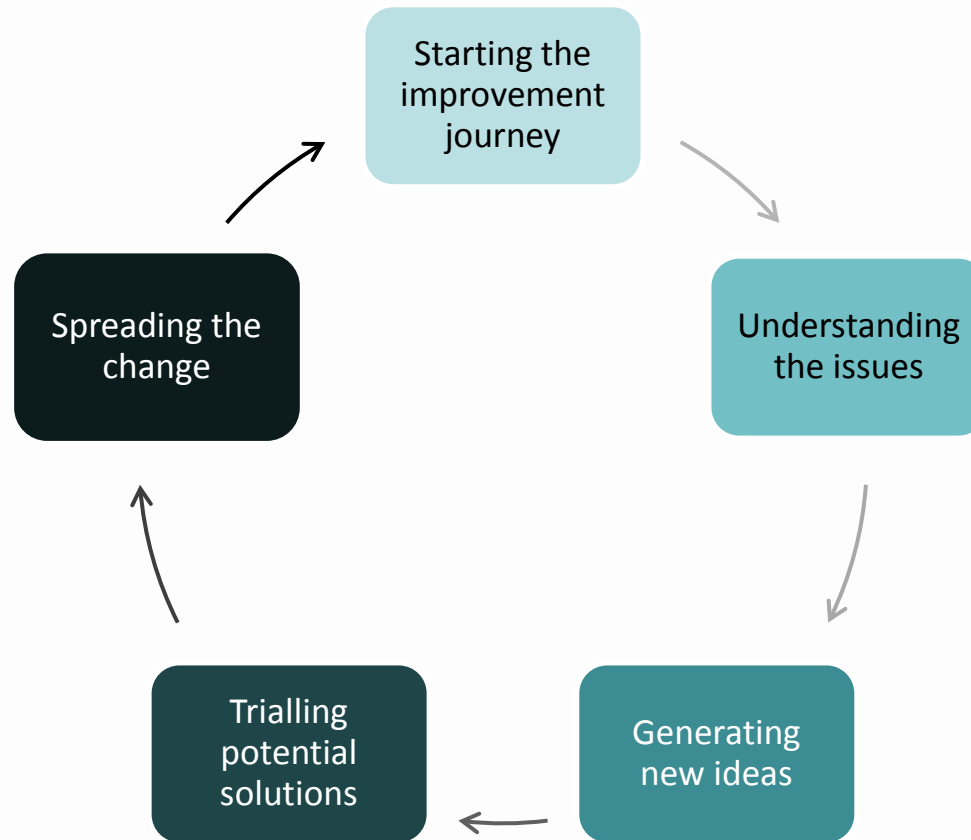 Starting the
improvement
journey
Understanding
the issues
Generating
new ideas
Trialling
potential
solutions
Spreading the
change